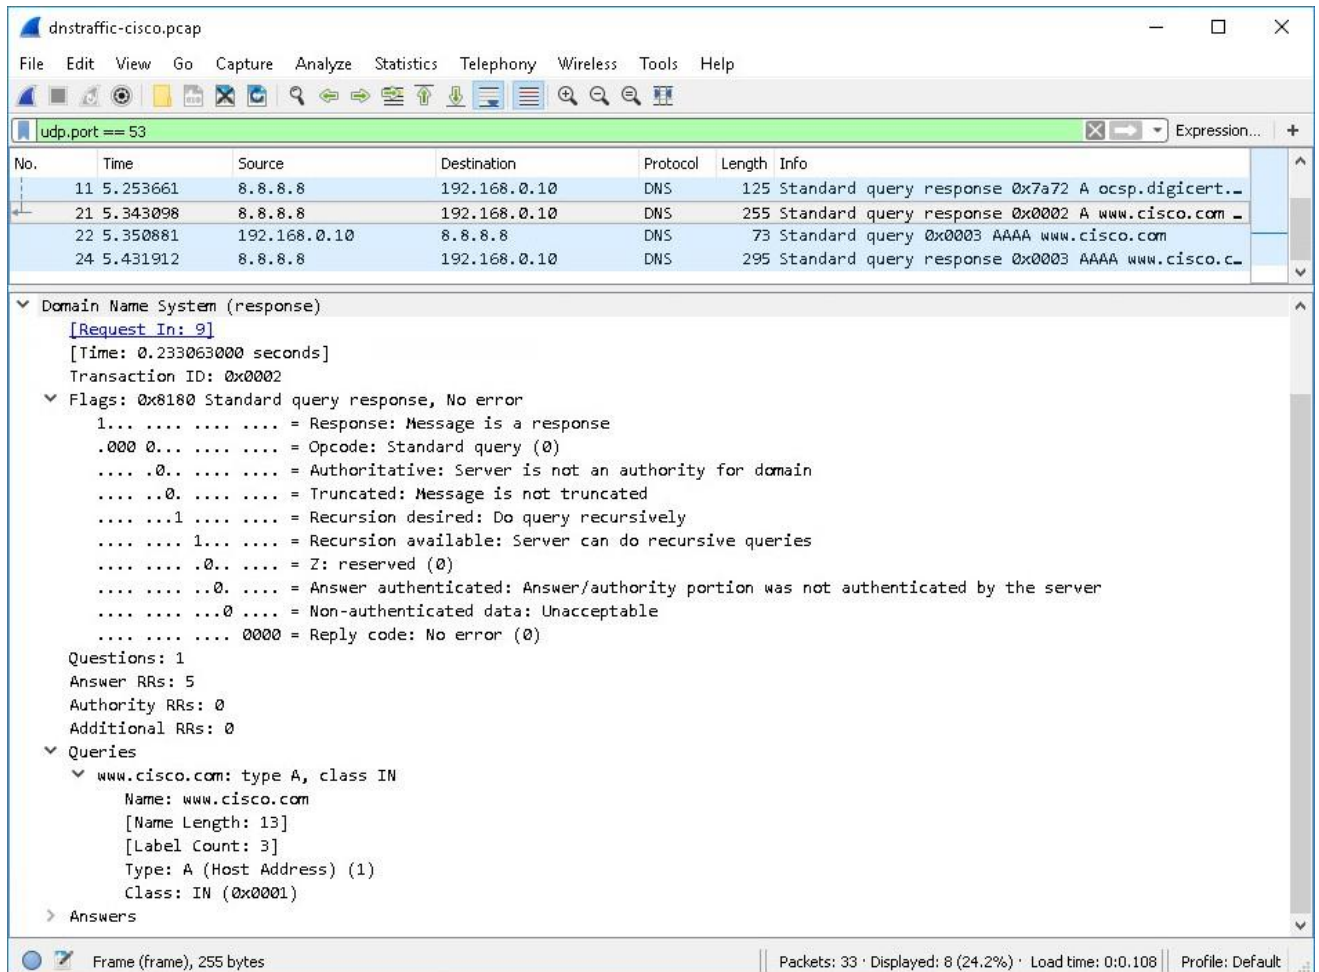 dnstraffic-cisco.pcap
File Edit View Go Capture Analyze Statistics Telephony Wireless Tools Help
udp.port == 53 Expression... +
No. Time Source Destination Protocol Length Info
11 5.253661 8.8.8.8 192.168.0.10 DNS 125 Standard query response 0x7a72 A ocsp.digicert.…
21 5.343098 8.8.8.8 192.168.0.10 DNS 255 Standard query response 0x0002 A www.cisco.com …
22 5.350881 192.168.0.10 8.8.8.8 DNS 73 Standard query 0x0003 AAAA www.cisco.com
24 5.431912 8.8.8.8 192.168.0.10 DNS 295 Standard query response 0x0003 AAAA www.cisco.c…
Domain Name System (response)
[Request In: 9]
[Time: 0.233063000 seconds]
Transaction ID: 0x0002
Flags: 0x8180 Standard query response, No error
1... .... .... .... = Response: Message is a response
.000 0... .... .... = Opcode: Standard query (0)
.... .0.. .... .... = Authoritative: Server is not an authority for domain
.... ..0. .... .... = Truncated: Message is not truncated
.... ...1 .... .... = Recursion desired: Do query recursively
.... .... 1... .... = Recursion available: Server can do recursive queries
.... .... .0.. .... = Z: reserved (0)
.... .... ..0. .... = Answer authenticated: Answer/authority portion was not authenticated by the server
.... .... ...0 .... = Non-authenticated data: Unacceptable
.... .... .... 0000 = Reply code: No error (0)
Questions: 1
Answer RRs: 5
Authority RRs: 0
Additional RRs: 0
Queries
www.cisco.com: type A, class IN
Name: www.cisco.com
[Name Length: 13]
[Label Count: 3]
Type: A (Host Address) (1)
Class: IN (0x0001)
Answers
Frame (frame), 255 bytes Packets: 33 · Displayed: 8 (24.2%) · Load time: 0:0.108 Profile: Default